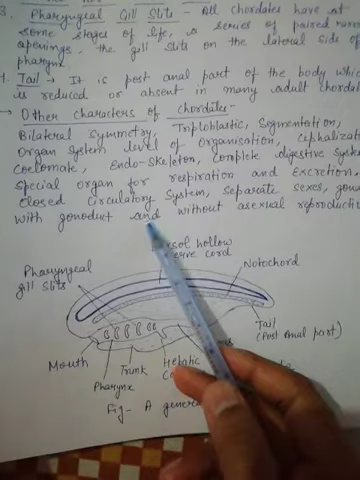 3. Pharyngeal Gill Slits - All chordates have at
some stages of life, a series of paired narrow
openings, the gill slits on the lateral side of
pharynx.
4. Tail → It is post anal part of the body which
is reduced or absent in many adult chordates
→ Other characters of chordates -
Bilateral symmetry, Triploblastic, Segmentation,
Organ system level of Organisation, Cephalization
Coelomate, Endo-skeleton, Complete digestive system
special organ for respiration and Excretion,
Closed Circulatory System, Separate sexes, gonads
with gonoduct and without asexual reproduction
hollow
nerve cord
Pharyngeal
gill slits
Notochord
Tail
(Post anal part)
Mouth
Pharynx
Trunk
Hepatic
Fig - A gener